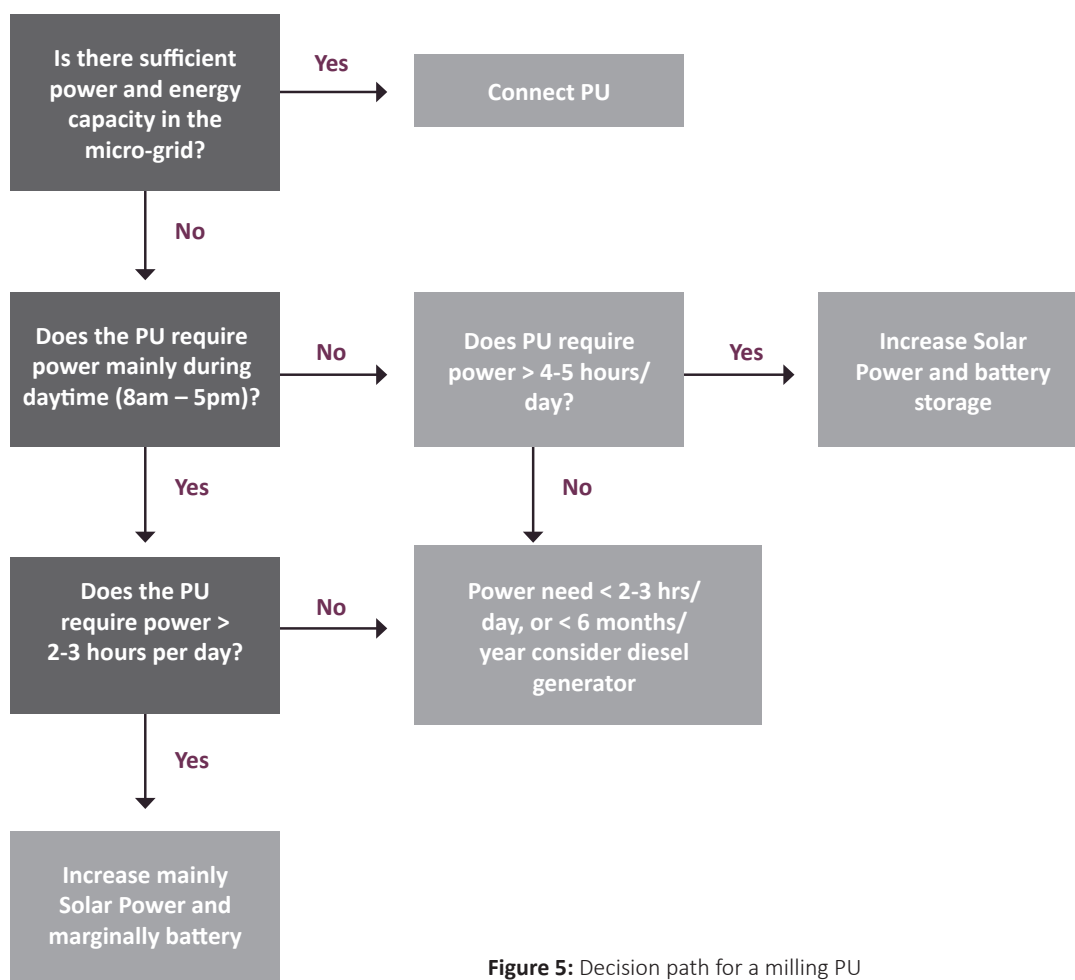 Is there sufficient
power and energy
capacity in the
micro-grid?
Yes
Connect PU
No
Does the PU require
power mainly during
daytime (8am – 5pm)?
No
Does PU require
power > 4-5 hours/
day?
Yes
Increase Solar
Power and battery
storage
Yes
No
Does the PU
require power >
2-3 hours per day?
No
Power need < 2-3 hrs/
day, or < 6 months/
year consider diesel
generator
Yes
Increase mainly
Solar Power and
marginally battery
Figure 5: Decision path for a milling PU